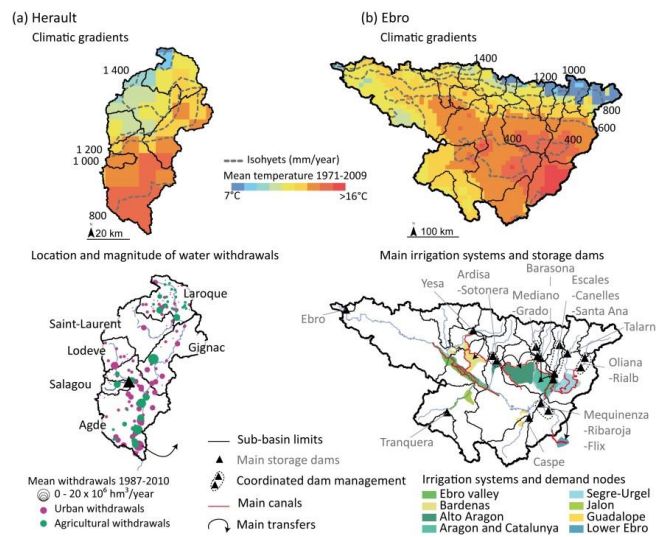 (a) Herault
Climatic gradients
1 400
1 200
1 000
800
20 km
Isohyets (mm/year)
Mean temperature 1971-2009
7°C
>16°C
(b) Ebro
Climatic gradients
1400
1200
1000
800
600
400
400
100 km
Location and magnitude of water withdrawals
Laroque
Saint-Laurent
Gignac
Lodeve
Salagou
Agde
Mean withdrawals 1987-2010
0 - 20 x 10⁶ hm³/year
Urban withdrawals
Agricultural withdrawals
Sub-basin limits
Main storage dams
Coordinated dam management
Main canals
Main transfers
Main irrigation systems and storage dams
Ebro
Yesa
Ardisa
-Sotonera
Barasona
Mediano
-Grado
Escales
-Canelles
-Santa Ana
Talarn
Oliana
-Rialb
Mequinenza
-Ribaroja
-Flix
Caspe
Tranquera
Irrigation systems and demand nodes
Ebro valley
Bardenas
Alto Aragon
Aragon and Catalunya
Segre-Urgel
Jalon
Guadalope
Lower Ebro